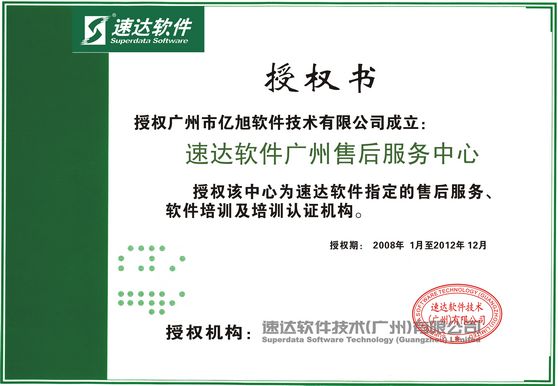 速达软件
Superdata Software
授权书
授权广州市亿旭软件技术有限公司成立：
速达软件广州售后服务中心
授权该中心为速达软件指定的售后服务、
软件培训及培训认证机构。
授权期： 2008年 1月至2012年 12月
授权机构：速达软件技术(广州)有限公司
Superdata Software Technology (Guangzhou) Limited
SOFTWARE TECHNOLOGY (GUANGZHOU)
速达软件技术
(广州)有限公司